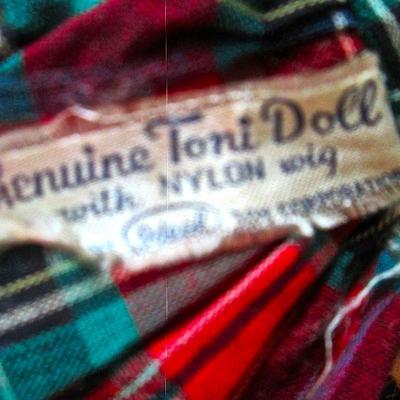 Genuine Toni Doll
with NYLON wig
Ideal TOY CORPORATION